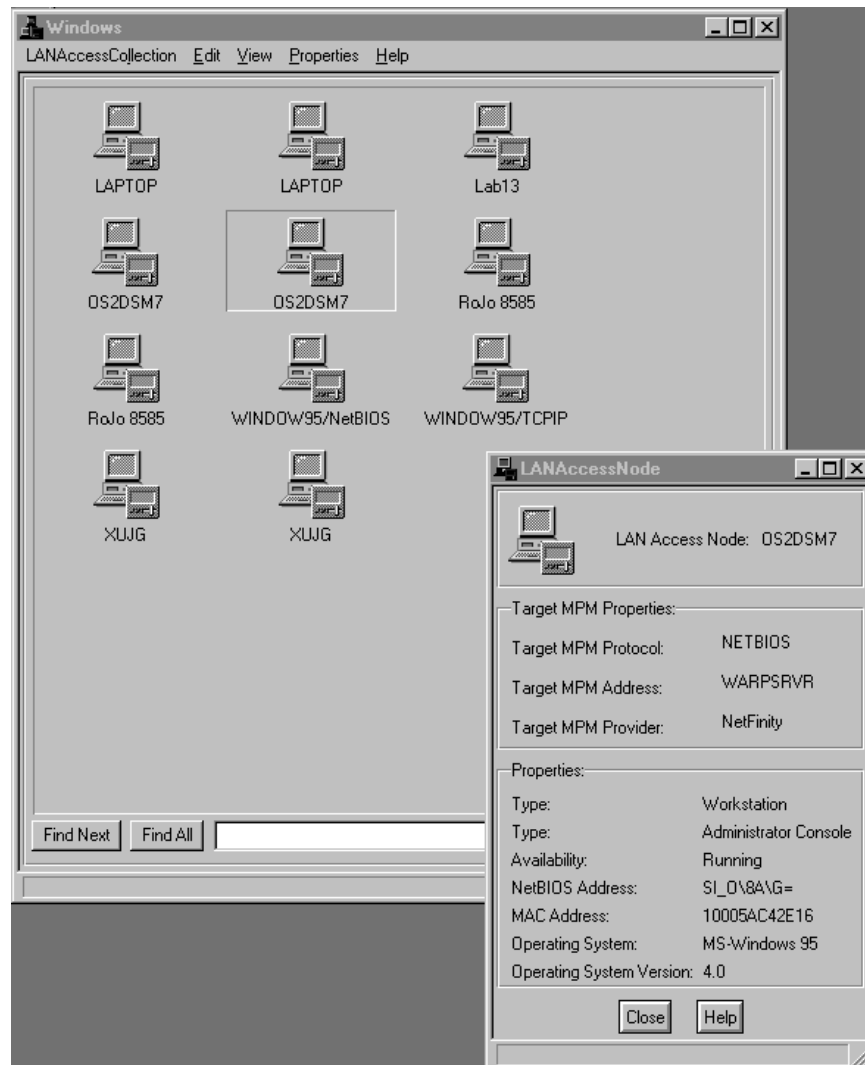 Windows
LANAccessCollection Edit View Properties Help
LAPTOP LAPTOP Lab13
OS2DSM7 OS2DSM7 RoJo 8585
RoJo 8585 WINDOW95/NetBIOS WINDOW95/TCPIP
XUJG XUJG
Find Next Find All
LANAccessNode
LAN Access Node: OS2DSM7
Target MPM Properties:
Target MPM Protocol: NETBIOS
Target MPM Address: WARPSRVR
Target MPM Provider: NetFinity
Properties:
Type: Workstation
Type: Administrator Console
Availability: Running
NetBIOS Address: SI_O\8A\G=
MAC Address: 10005AC42E16
Operating System: MS-Windows 95
Operating System Version: 4.0
Close Help